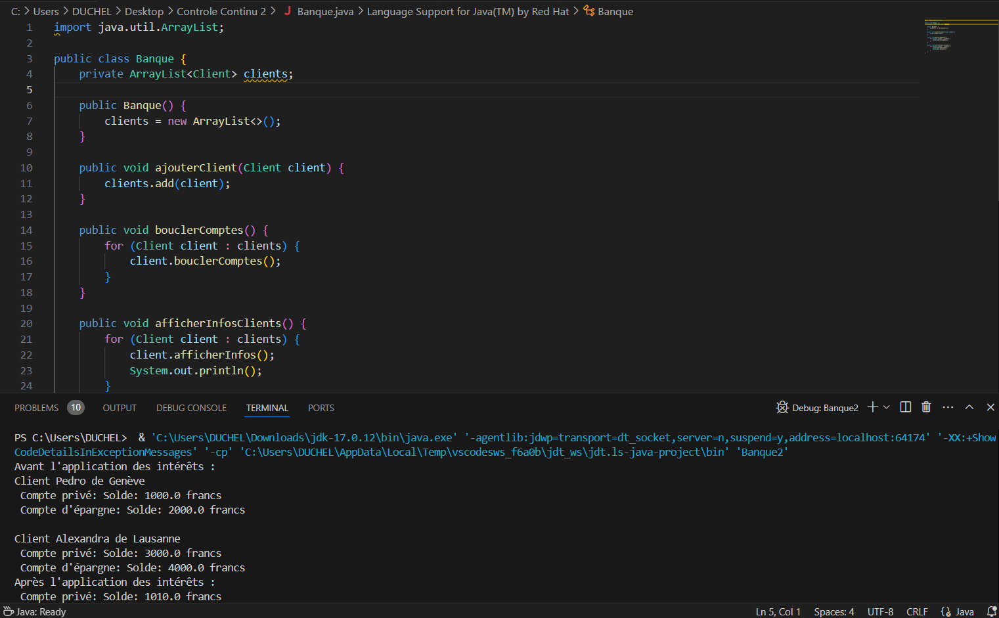 C: > Users > DUCHEL > Desktop > Controle Continu 2 > J Banque.java > Language Support for Java(TM) by Red Hat > Banque
1 import java.util.ArrayList;
2
3 public class Banque {
4 private ArrayList<Client> clients;
5
6 public Banque() {
7 clients = new ArrayList<>();
8 }
9
10 public void ajouterClient(Client client) {
11 clients.add(client);
12 }
13
14 public void bouclerComptes() {
15 for (Client client : clients) {
16 client.bouclerComptes();
17 }
18 }
19
20 public void afficherInfosClients() {
21 for (Client client : clients) {
22 client.afficherInfos();
23 System.out.println();
24 }
PROBLEMS 10 OUTPUT DEBUG CONSOLE TERMINAL PORTS Debug: Banque2
PS C:\Users\DUCHEL> & 'C:\Users\DUCHEL\Downloads\jdk-17.0.12\bin\java.exe' '-agentlib:jdwp=transport=dt_socket,server=n,suspend=y,address=localhost:64174' '-XX:+Show
CodeDetailsInExceptionMessages' '-cp' 'C:\Users\DUCHEL\AppData\Local\Temp\vscodesws_f6a0b\jdt_ws\jdt.ls-java-project\bin' 'Banque2'
Avant l'application des intérêts :
Client Pedro de Genève
Compte privé: Solde: 1000.0 francs
Compte d'épargne: Solde: 2000.0 francs
Client Alexandra de Lausanne
Compte privé: Solde: 3000.0 francs
Compte d'épargne: Solde: 4000.0 francs
Après l'application des intérêts :
Compte privé: Solde: 1010.0 francs
Java: Ready Ln 5, Col 1 Spaces: 4 UTF-8 CRLF Java